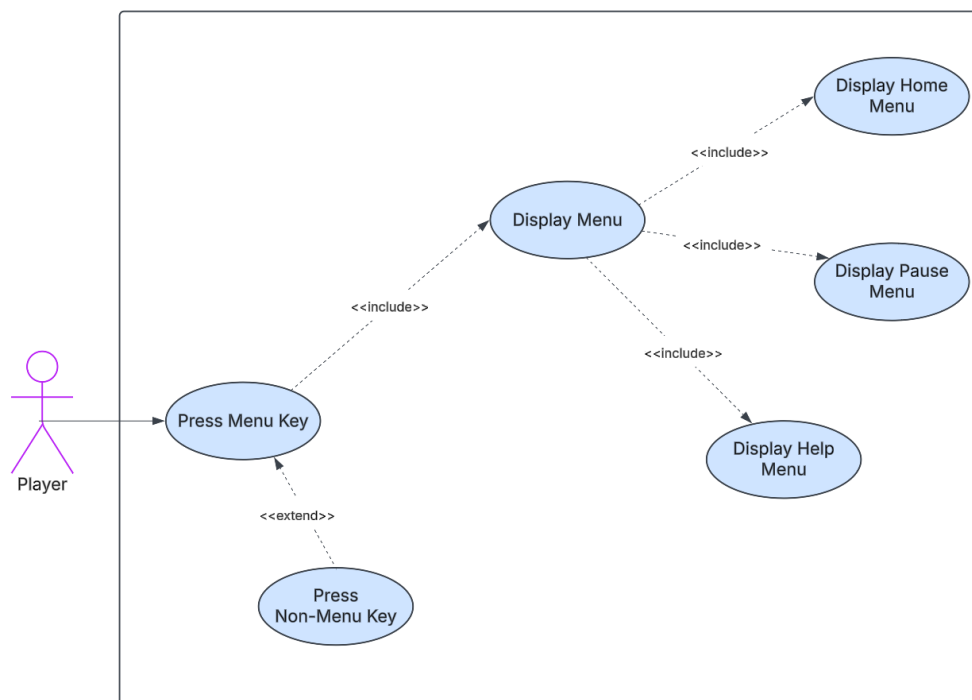 Display Home
Menu
<<include>>
Display Menu
<<include>>
Display Pause
Menu
<<include>>
<<include>>
Press Menu Key
Display Help
Menu
Player
<<extend>>
Press
Non-Menu Key